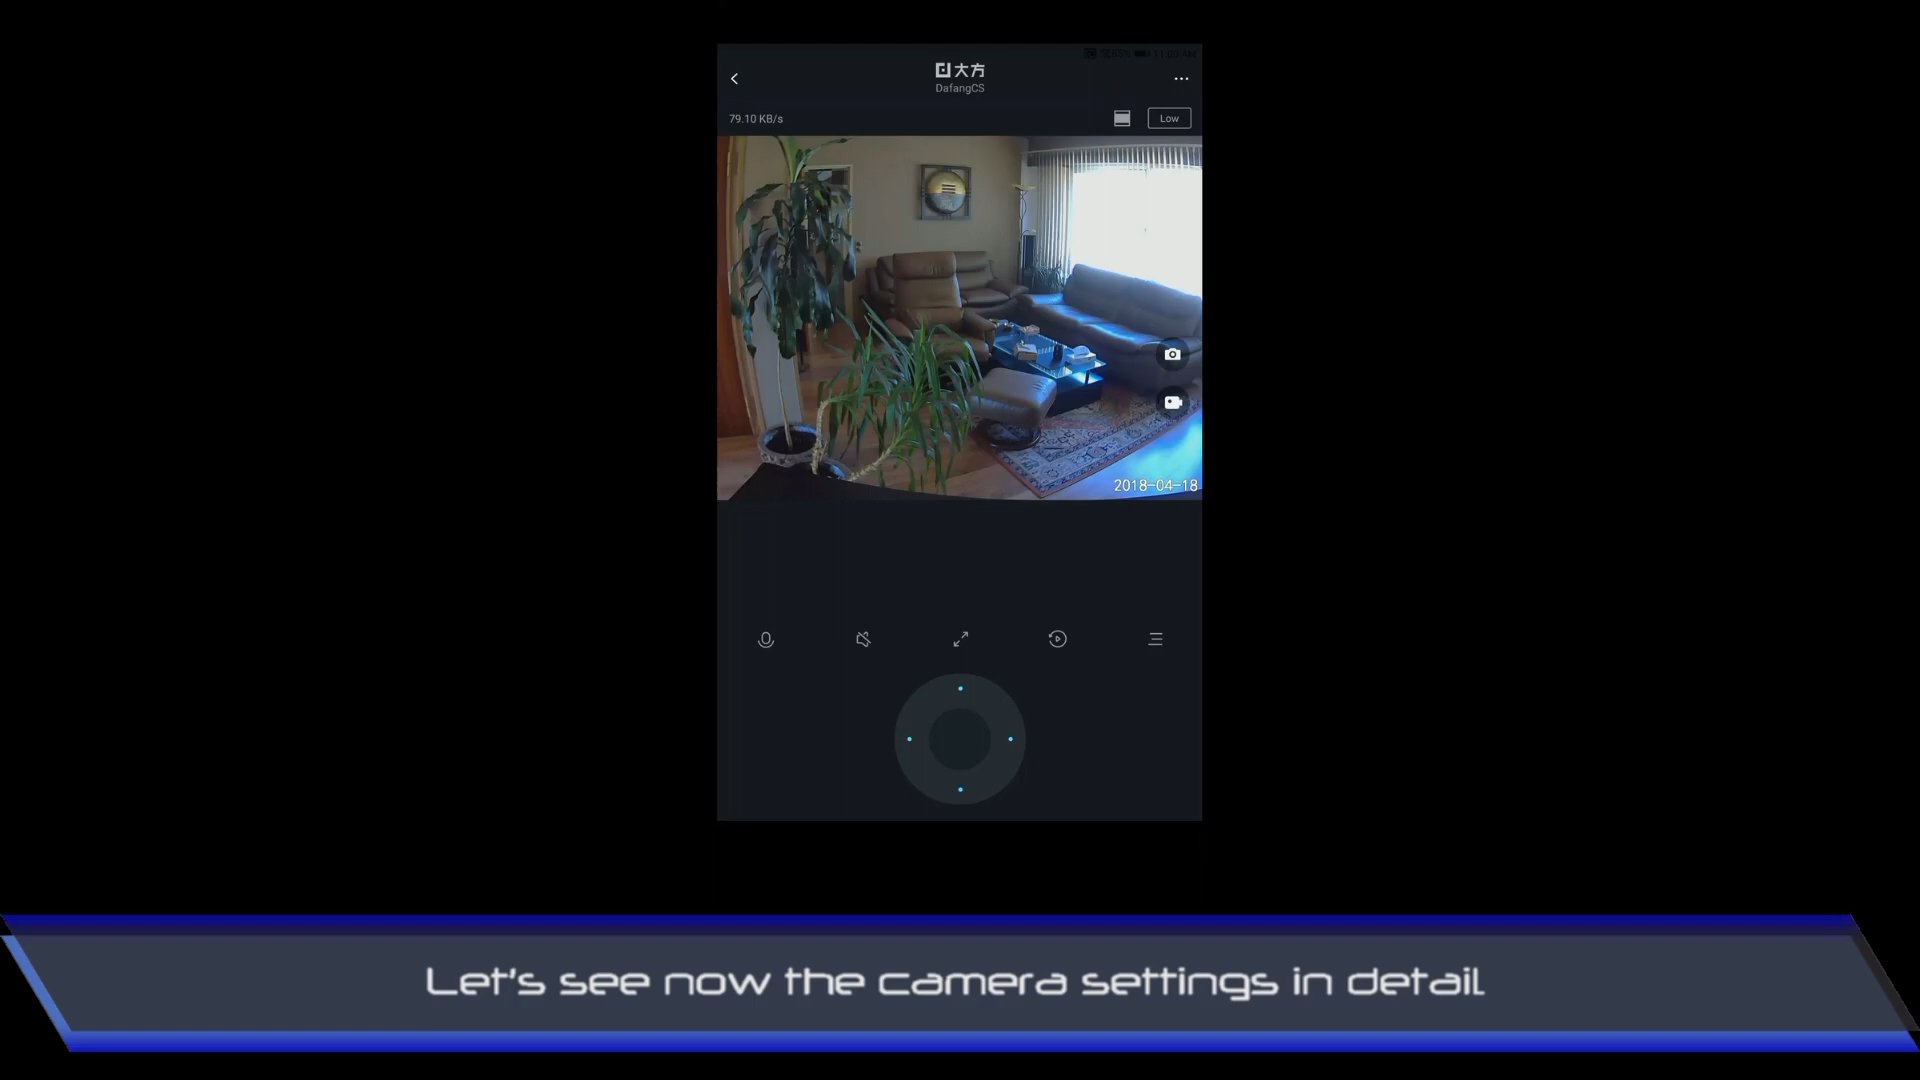 大方
DafangCS
79.10 KB/s
Low
2018-04-18
Let's see now the camera settings in detail